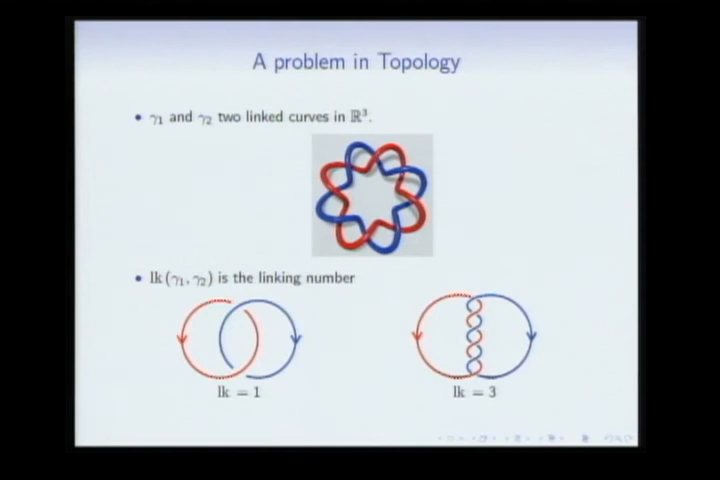 A problem in Topology
• γ₁ and γ₂ two linked curves in ℝ³.
• lk(γ₁, γ₂) is the linking number
lk = 1
lk = 3